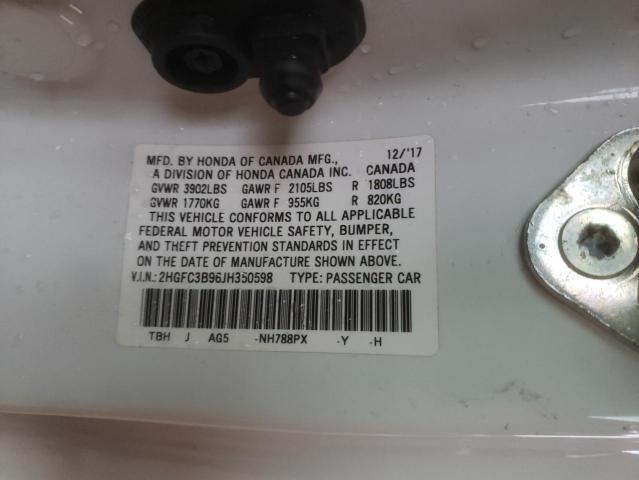 MFD. BY HONDA OF CANADA MFG., 12/'17
A DIVISION OF HONDA CANADA INC. CANADA
GVWR 3902LBS GAWR F 2105LBS R 1808LBS
GVWR 1770KG GAWR F 955KG R 820KG
THIS VEHICLE CONFORMS TO ALL APPLICABLE
FEDERAL MOTOR VEHICLE SAFETY, BUMPER,
AND THEFT PREVENTION STANDARDS IN EFFECT
ON THE DATE OF MANUFACTURE SHOWN ABOVE.
V.I.N.:2HGFC3B96JH350598 TYPE: PASSENGER CAR
TBH J AG5 -NH788PX -Y -H